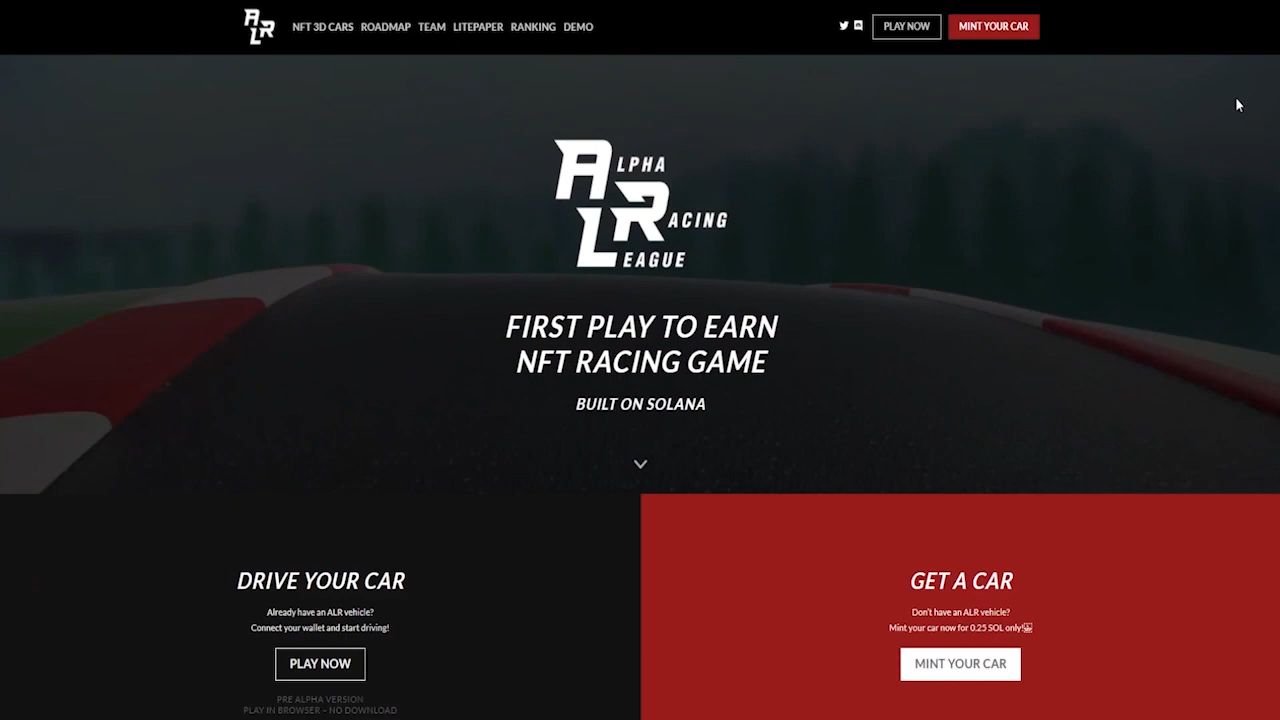 ALR
NFT 3D CARS ROADMAP TEAM LITEPAPER RANKING DEMO
PLAY NOW
MINT YOUR CAR
ALPHA
RACING
LEAGUE
FIRST PLAY TO EARN
NFT RACING GAME
BUILT ON SOLANA
DRIVE YOUR CAR
Already have an ALR vehicle?
Connect your wallet and start driving!
PLAY NOW
PRE ALPHA VERSION
PLAY IN BROWSER – NO DOWNLOAD
GET A CAR
Don't have an ALR vehicle?
Mint your car now for 0.25 SOL only!
MINT YOUR CAR